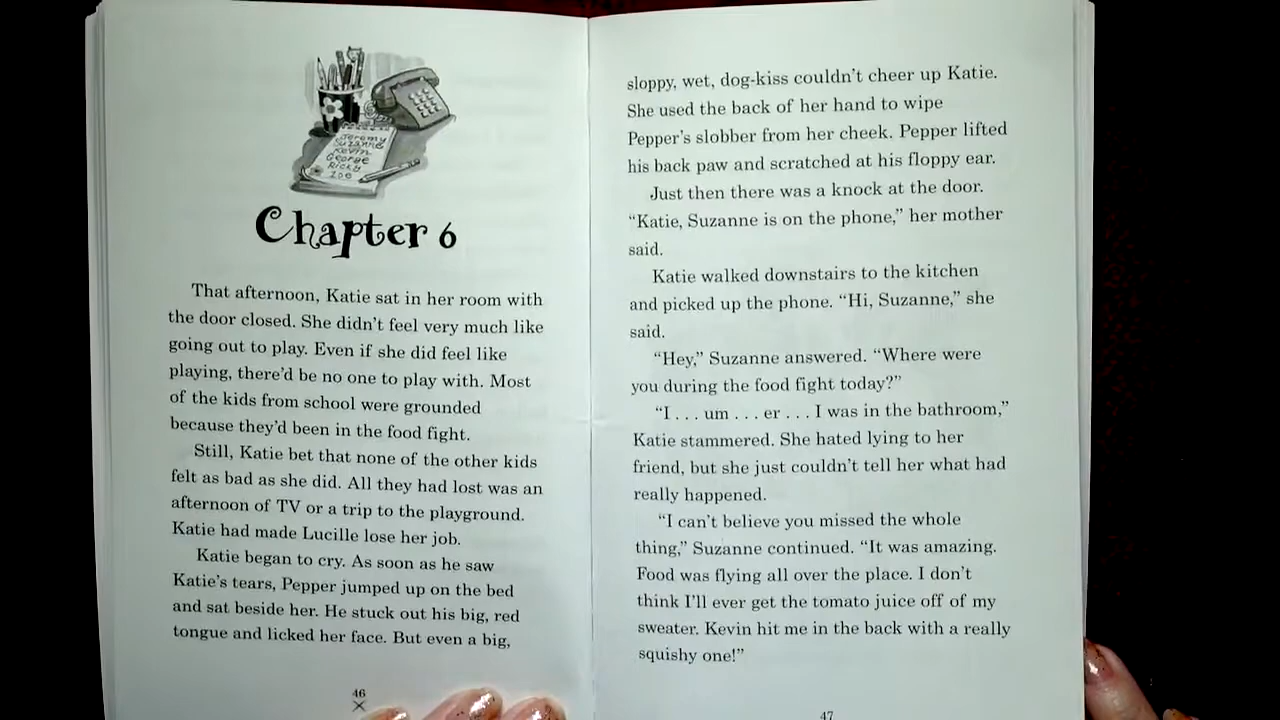 Jeremy
Suzanne
Kevin
George
Ricky
Zoe
Chapter 6
That afternoon, Katie sat in her room with
the door closed. She didn't feel very much like
going out to play. Even if she did feel like
playing, there'd be no one to play with. Most
of the kids from school were grounded
because they'd been in the food fight.
Still, Katie bet that none of the other kids
felt as bad as she did. All they had lost was an
afternoon of TV or a trip to the playground.
Katie had made Lucille lose her job.
Katie began to cry. As soon as he saw
Katie's tears, Pepper jumped up on the bed
and sat beside her. He stuck out his big, red
tongue and licked her face. But even a big,
46
sloppy, wet, dog-kiss couldn't cheer up Katie.
She used the back of her hand to wipe
Pepper's slobber from her cheek. Pepper lifted
his back paw and scratched at his floppy ear.
Just then there was a knock at the door.
“Katie, Suzanne is on the phone,” her mother
said.
Katie walked downstairs to the kitchen
and picked up the phone. “Hi, Suzanne,” she
said.
“Hey,” Suzanne answered. “Where were
you during the food fight today?”
“I . . . um . . . er . . . I was in the bathroom,”
Katie stammered. She hated lying to her
friend, but she just couldn't tell her what had
really happened.
“I can't believe you missed the whole
thing,” Suzanne continued. “It was amazing.
Food was flying all over the place. I don't
think I'll ever get the tomato juice off of my
sweater. Kevin hit me in the back with a really
squishy one!”
47